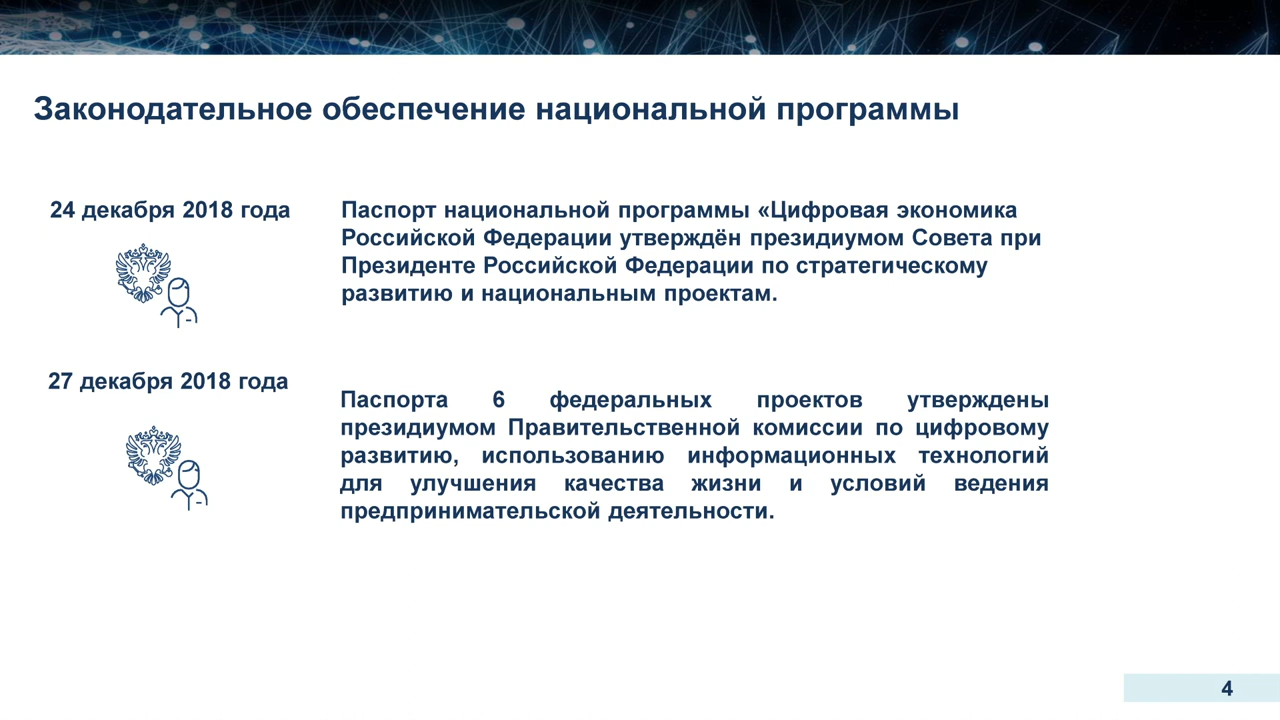 Законодательное обеспечение национальной программы
24 декабря 2018 года
Паспорт национальной программы «Цифровая экономика
Российской Федерации утверждён президиумом Совета при
Президенте Российской Федерации по стратегическому
развитию и национальным проектам.
27 декабря 2018 года
Паспорта 6 федеральных проектов утверждены
президиумом Правительственной комиссии по цифровому
развитию, использованию информационных технологий
для улучшения качества жизни и условий ведения
предпринимательской деятельности.
4